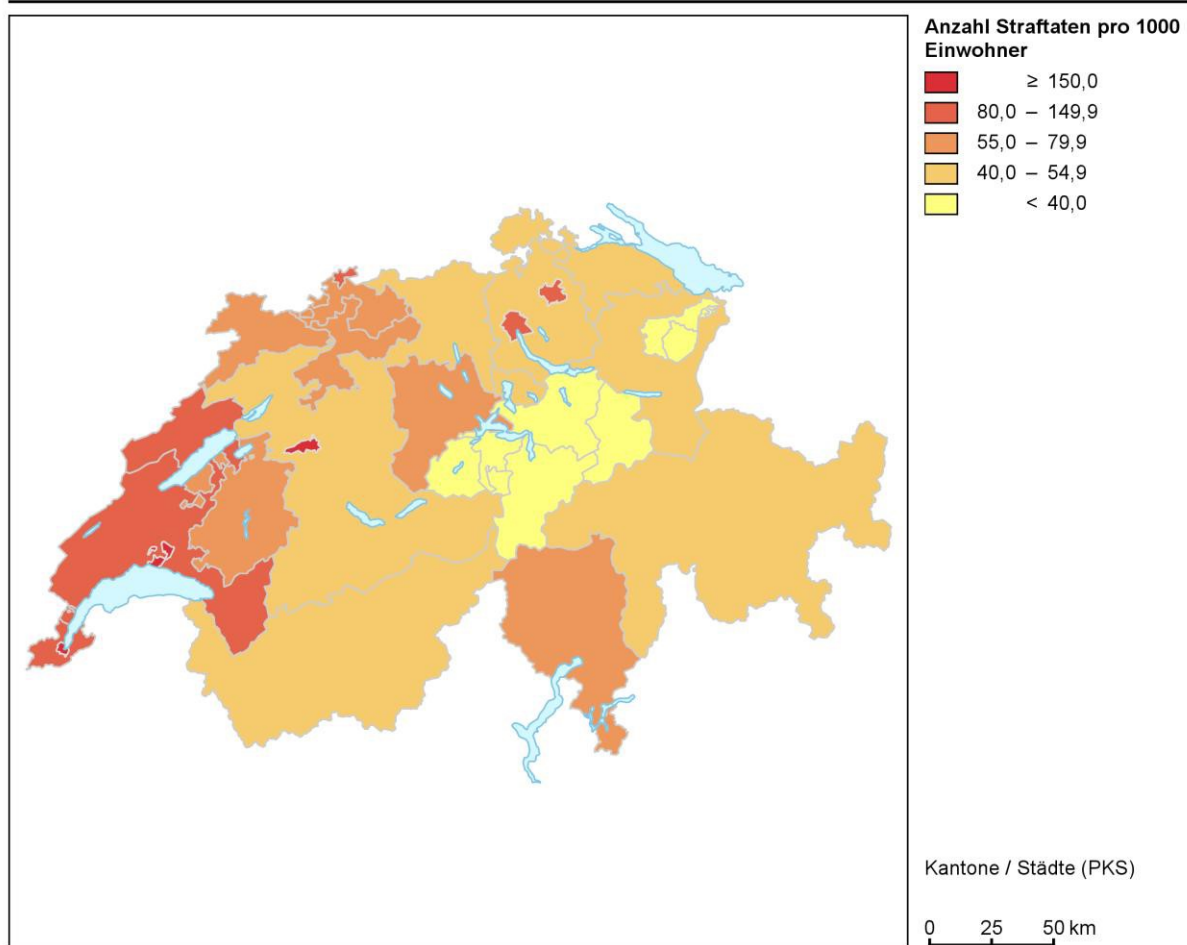 Anzahl Straftaten pro 1000
Einwohner
≥ 150,0
80,0 – 149,9
55,0 – 79,9
40,0 – 54,9
< 40,0
Kantone / Städte (PKS)
0 25 50 km